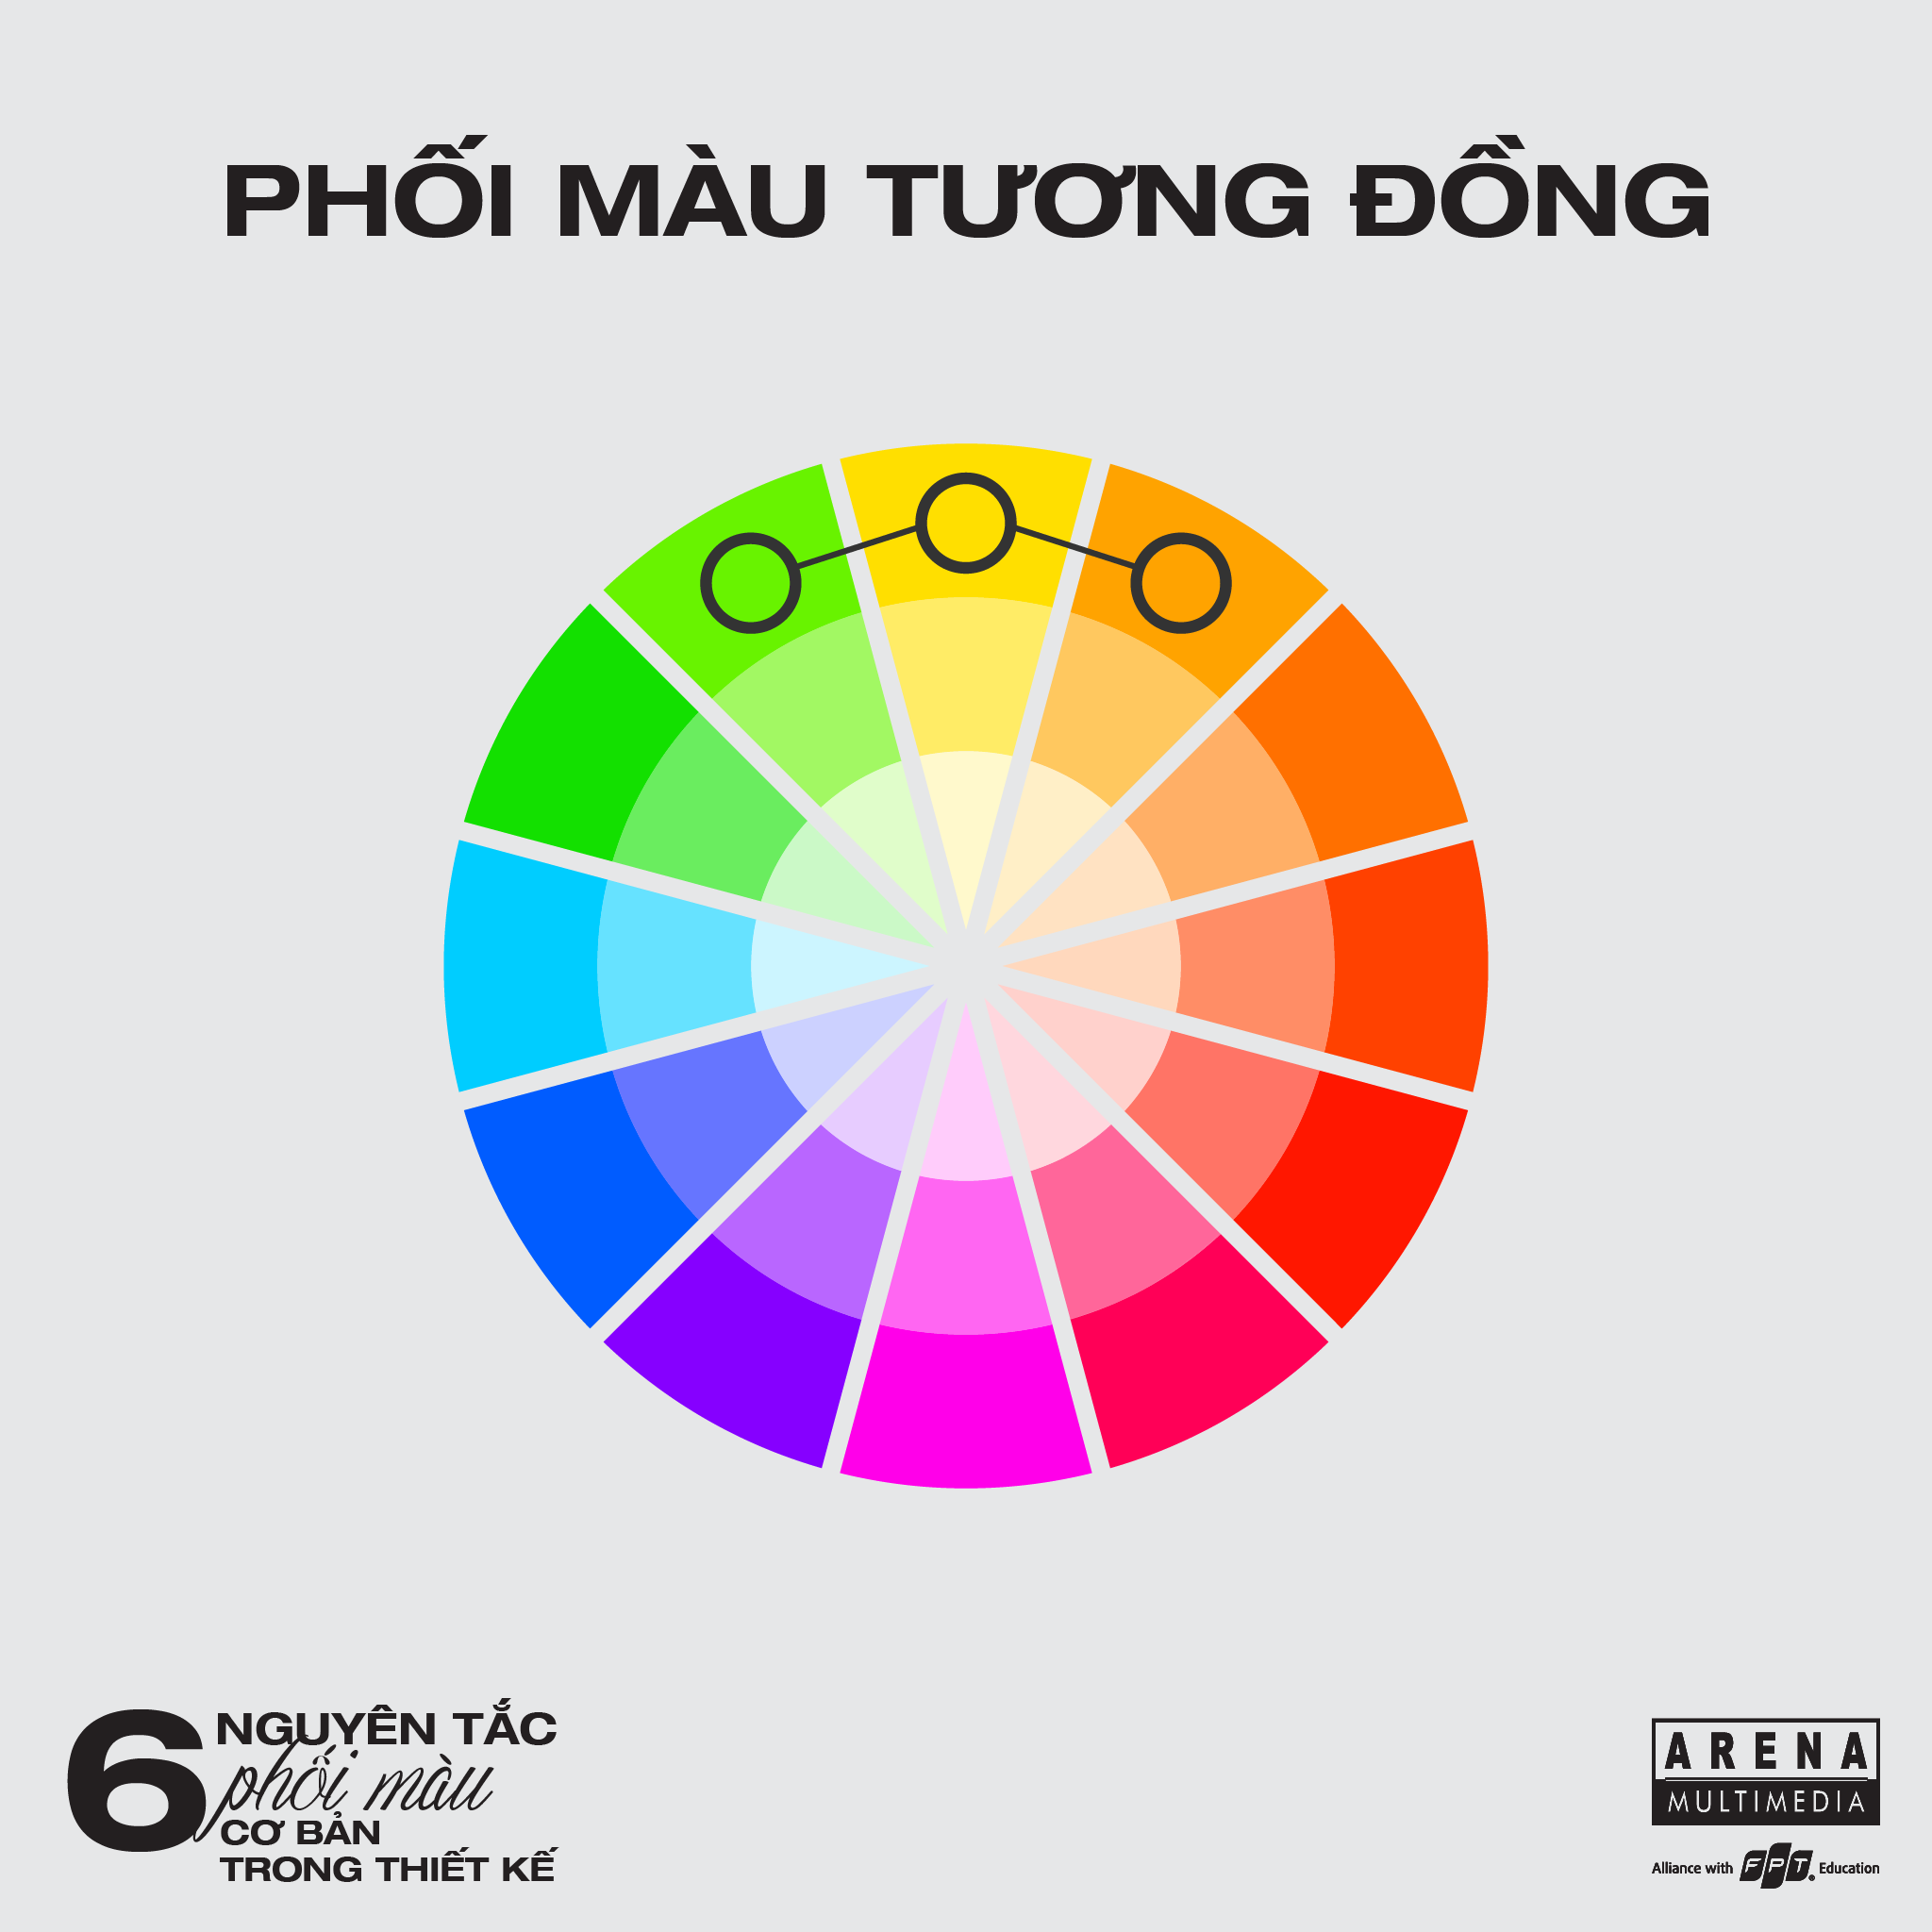 PHỐI MÀU TƯƠNG ĐỒNG
6 NGUYÊN TẮC
phối màu
CƠ BẢN
TRONG THIẾT KẾ
ARENA
MULTIMEDIA
Alliance with FPT. Education